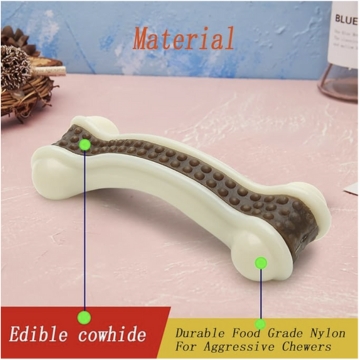 Material
BLUE
Edible cowhide
Durable Food Grade Nylon
For Aggressive Chewers